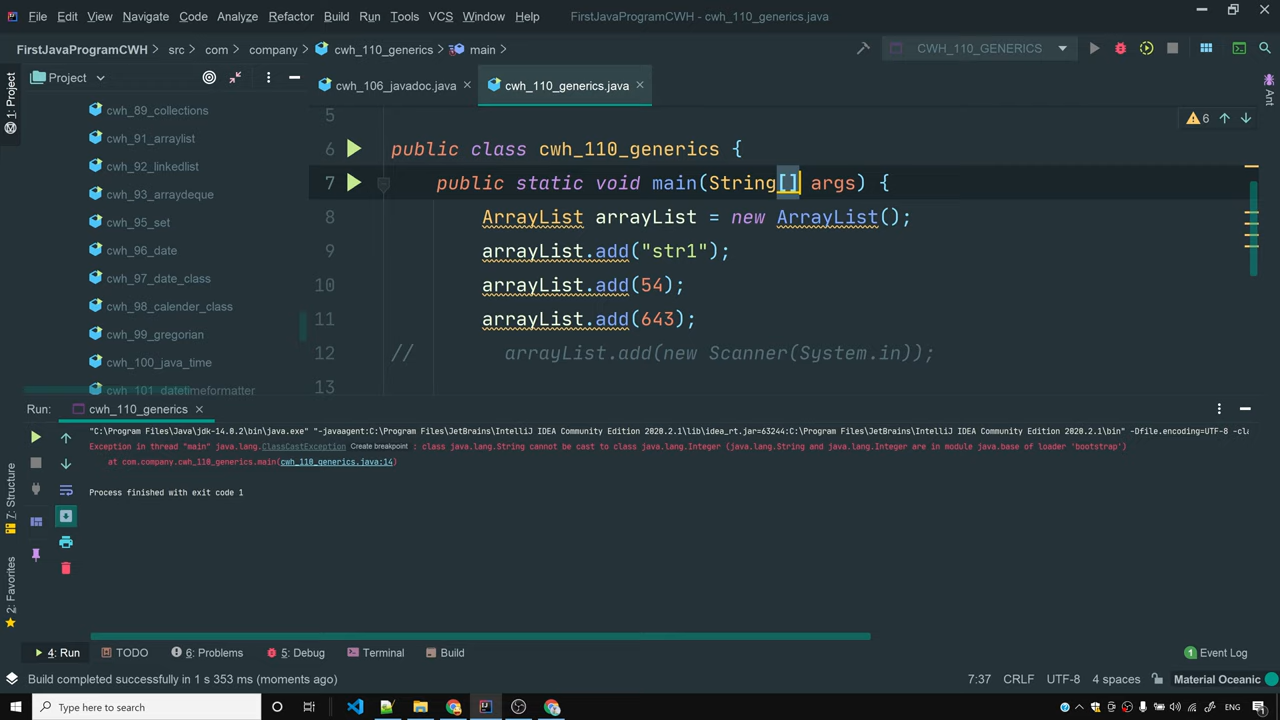 File Edit View Navigate Code Analyze Refactor Build Run Tools VCS Window Help FirstJavaProgramCWH - cwh_110_generics.java
FirstJavaProgramCWH src com company cwh_110_generics main CWH_110_GENERICS
1: Project
Project
cwh_106_javadoc.java cwh_110_generics.java
Ant
cwh_89_collections
cwh_91_arraylist
cwh_92_linkedlist
cwh_93_arraydeque
cwh_95_set
cwh_96_date
cwh_97_date_class
cwh_98_calender_class
cwh_99_gregorian
cwh_100_java_time
cwh_101_datetimeformatter
6
5
6 public class cwh_110_generics {
7 public static void main(String[] args) {
8 ArrayList arrayList = new ArrayList();
9 arrayList.add("str1");
10 arrayList.add(54);
11 arrayList.add(643);
12 // arrayList.add(new Scanner(System.in));
13
Run: cwh_110_generics
"C:\Program Files\Java\jdk-14.0.2\bin\java.exe" "-javaagent:C:\Program Files\JetBrains\IntelliJ IDEA Community Edition 2020.2.1\lib\idea_rt.jar=63244:C:\Program Files\JetBrains\IntelliJ IDEA Community Edition 2020.2.1\bin" -Dfile.encoding=UTF-8 -cla
Exception in thread "main" java.lang.ClassCastException Create breakpoint : class java.lang.String cannot be cast to class java.lang.Integer (java.lang.String and java.lang.Integer are in module java.base of loader 'bootstrap')
at com.company.cwh_110_generics.main(cwh_110_generics.java:14)
Process finished with exit code 1
7: Structure
2: Favorites
4: Run TODO 6: Problems 5: Debug Terminal Build 1 Event Log
Build completed successfully in 1 s 353 ms (moments ago) 7:37 CRLF UTF-8 4 spaces Material Oceanic
Type here to search ENG